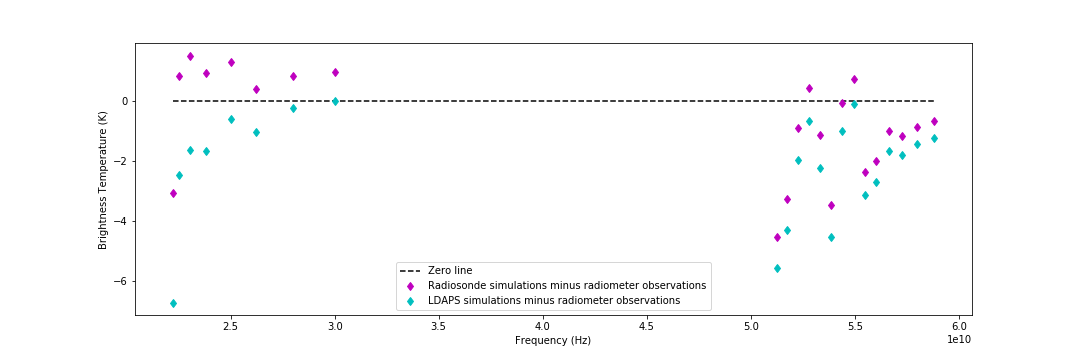 0
−2
−4
−6
Brightness Temperature (K)
Zero line
Radiosonde simulations minus radiometer observations
LDAPS simulations minus radiometer observations
2.5 3.0 3.5 4.0 4.5 5.0 5.5 6.0
1e10
Frequency (Hz)